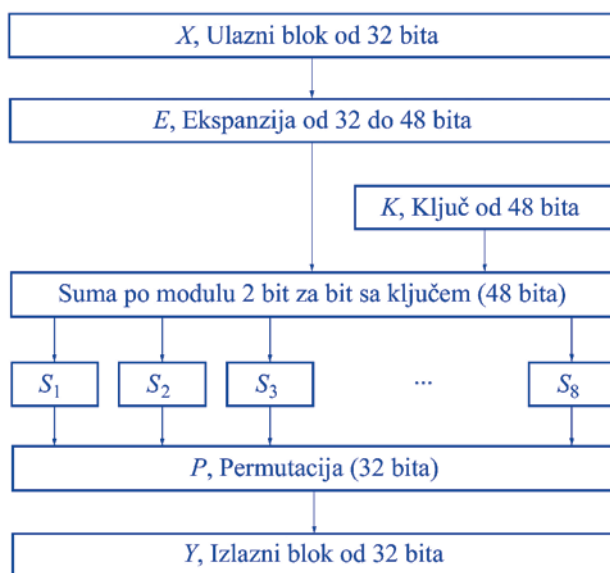 X, Ulazni blok od 32 bita
E, Ekspanzija od 32 do 48 bita
K, Ključ od 48 bita
Suma po modulu 2 bit za bit sa ključem (48 bita)
S1 S2 S3 ... S8
P, Permutacija (32 bita)
Y, Izlazni blok od 32 bita